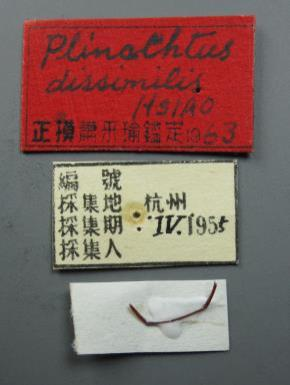 Plinachtus
dissimilis
HSIAO
正模 蕭采瑜鑑定 1963
編號
採集地 杭州
採集期 IV.1955
採集人